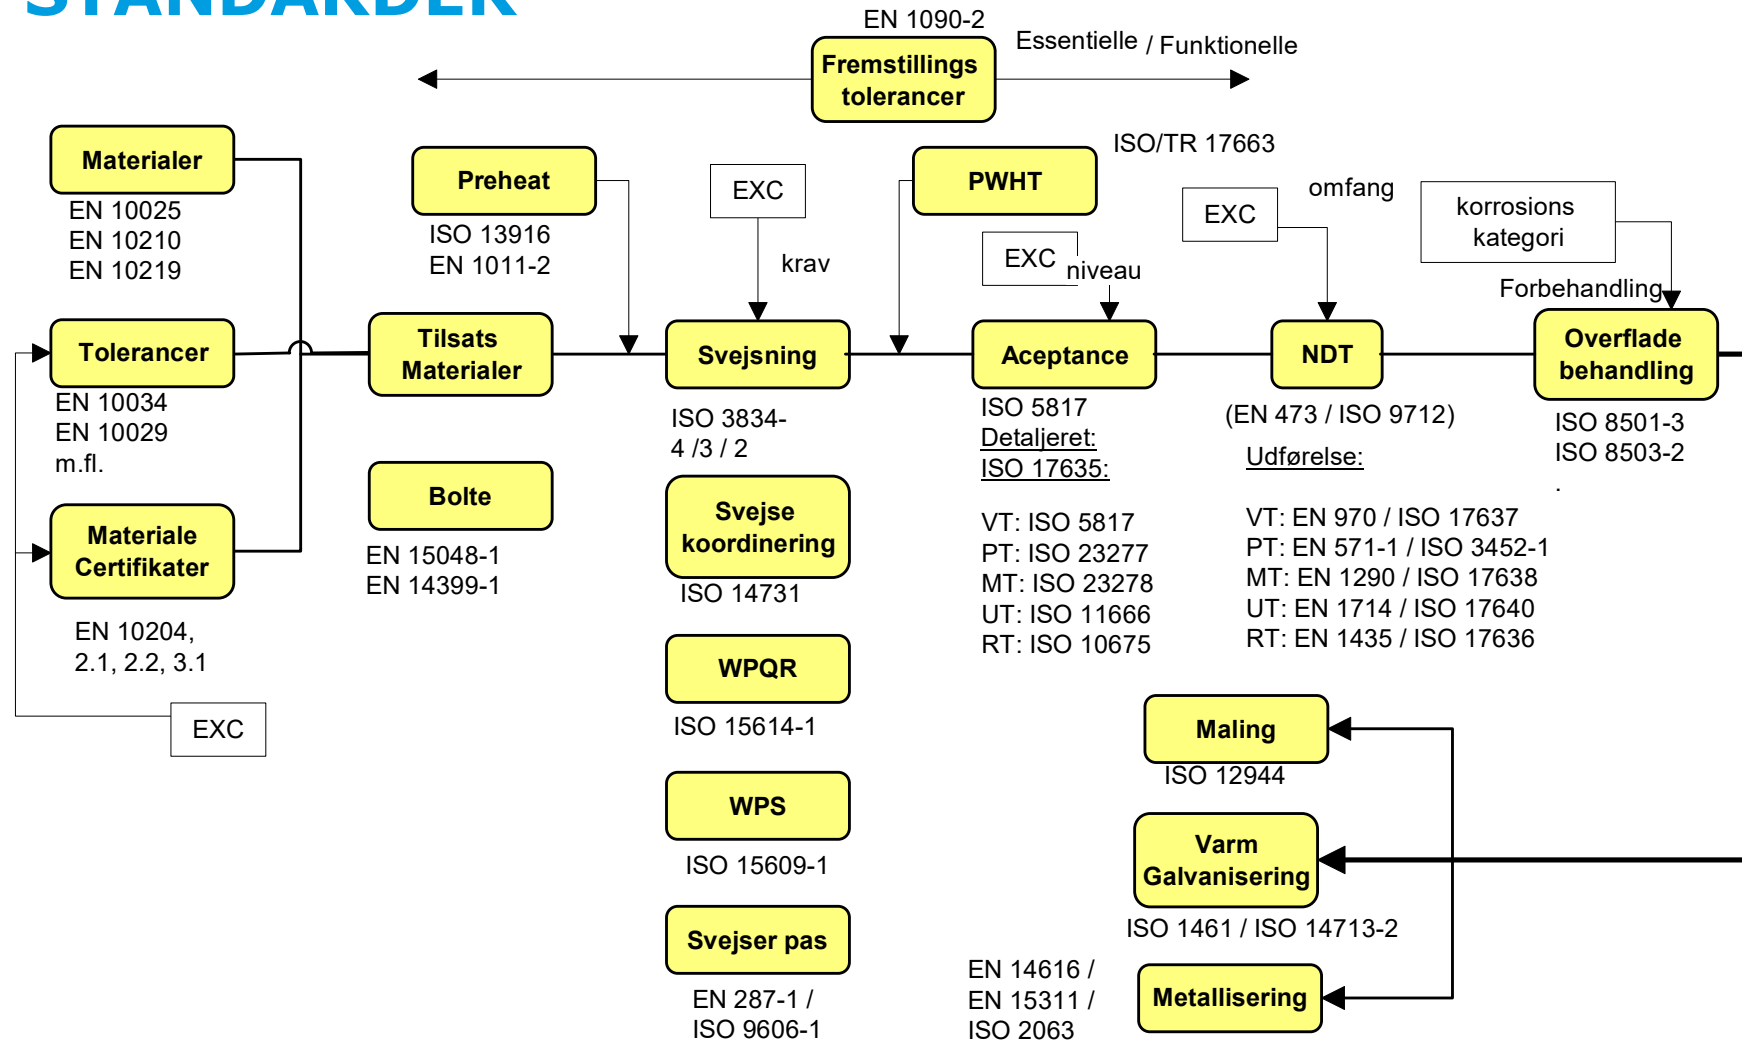 STANDARDER
EN 1090-2
Fremstillings
tolerancer
Essentielle / Funktionelle
Materialer
EN 10025
EN 10210
EN 10219
Preheat
ISO 13916
EN 1011-2
EXC
krav
PWHT
ISO/TR 17663
EXC
niveau
EXC
omfang
korrosions
kategori
Forbehandling
Tolerancer
EN 10034
EN 10029
m.fl.
Tilsats
Materialer
Svejsning
ISO 3834-
4 /3 / 2
Aceptance
ISO 5817
Detaljeret:
ISO 17635:
VT: ISO 5817
PT: ISO 23277
MT: ISO 23278
UT: ISO 11666
RT: ISO 10675
NDT
(EN 473 / ISO 9712)
Udførelse:
VT: EN 970 / ISO 17637
PT: EN 571-1 / ISO 3452-1
MT: EN 1290 / ISO 17638
UT: EN 1714 / ISO 17640
RT: EN 1435 / ISO 17636
Overflade
behandling
ISO 8501-3
ISO 8503-2
.
Materiale
Certifikater
EN 10204,
2.1, 2.2, 3.1
EXC
Bolte
EN 15048-1
EN 14399-1
Svejse
koordinering
ISO 14731
WPQR
ISO 15614-1
WPS
ISO 15609-1
Svejser pas
EN 287-1 /
ISO 9606-1
Maling
ISO 12944
Varm
Galvanisering
ISO 1461 / ISO 14713-2
Metallisering
EN 14616 /
EN 15311 /
ISO 2063